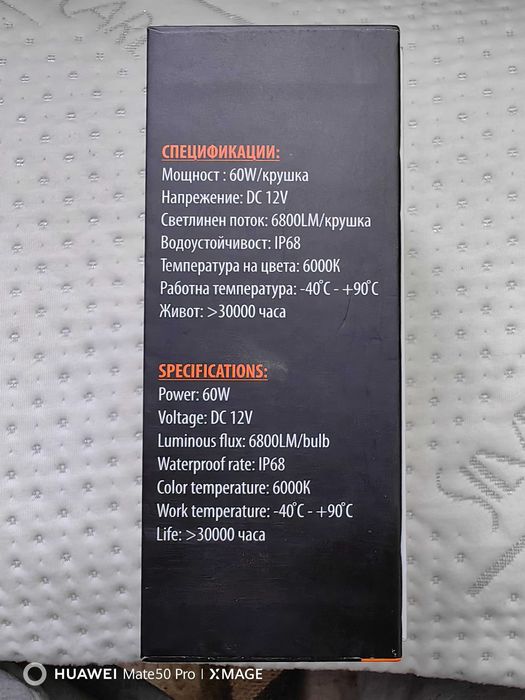 СПЕЦИФИКАЦИИ:
Мощност : 60W/крушка
Напрежение: DC 12V
Светлинен поток: 6800LM/крушка
Водоустойчивост: IP68
Температура на цвета: 6000K
Работна температура: -40°C - +90°C
Живот: >30000 часа
SPECIFICATIONS:
Power: 60W
Voltage: DC 12V
Luminous flux: 6800LM/bulb
Waterproof rate: IP68
Color temperature: 6000K
Work temperature: -40°C - +90°C
Life: >30000 часа
HUAWEI Mate50 Pro | XMAGE